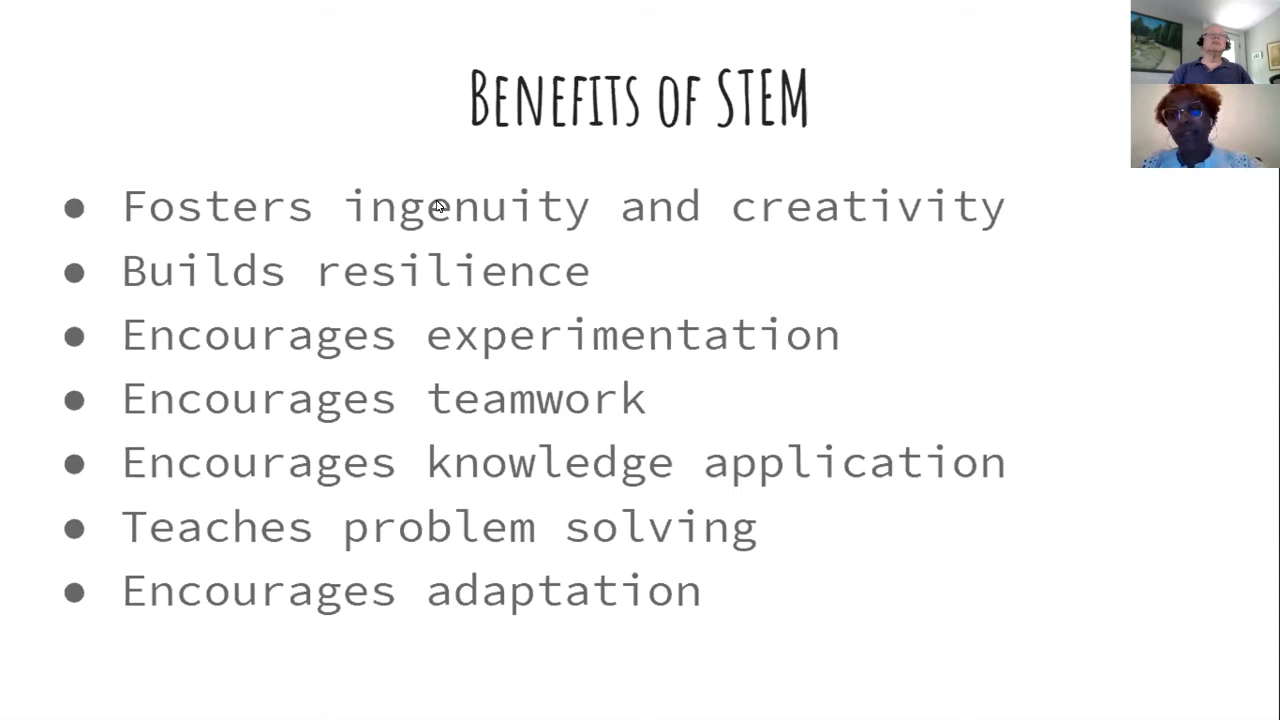 Benefits of STEM
● Fosters ingenuity and creativity
● Builds resilience
● Encourages experimentation
● Encourages teamwork
● Encourages knowledge application
● Teaches problem solving
● Encourages adaptation